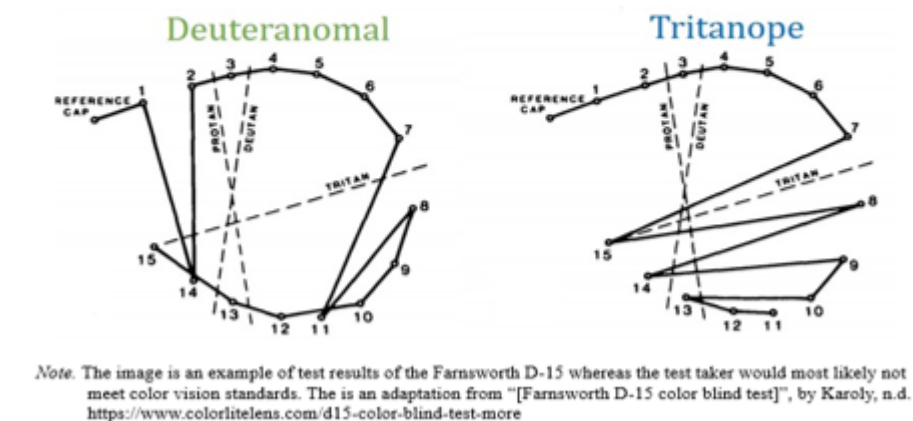 Deuteranomal
REFERENCE
CAP
1
2
3
4
5
6
7
8
9
10
11
12
13
14
15
PROTAN
DEUTAN
TRITAN
Tritanope
REFERENCE
CAP
1
2
3
4
5
6
7
8
9
10
11
12
13
14
15
PROTAN
DEUTAN
TRITAN
Note. The image is an example of test results of the Farnsworth D-15 whereas the test taker would most likely not
meet color vision standards. The is an adaptation from “[Farnsworth D-15 color blind test]”, by Karoly, n.d.
https://www.colorlitelens.com/d15-color-blind-test-more